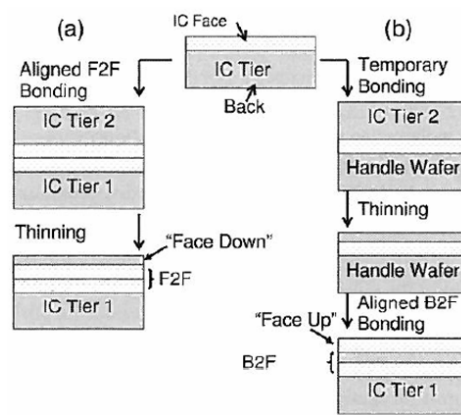 (a)
IC Face
(b)
Aligned F2F
Bonding
IC Tier
Back
Temporary
Bonding
IC Tier 2
IC Tier 1
Thinning
"Face Down"
F2F
IC Tier 1
IC Tier 2
Handle Wafer
Thinning
Handle Wafer
Aligned B2F
Bonding
"Face Up"
B2F
IC Tier 1